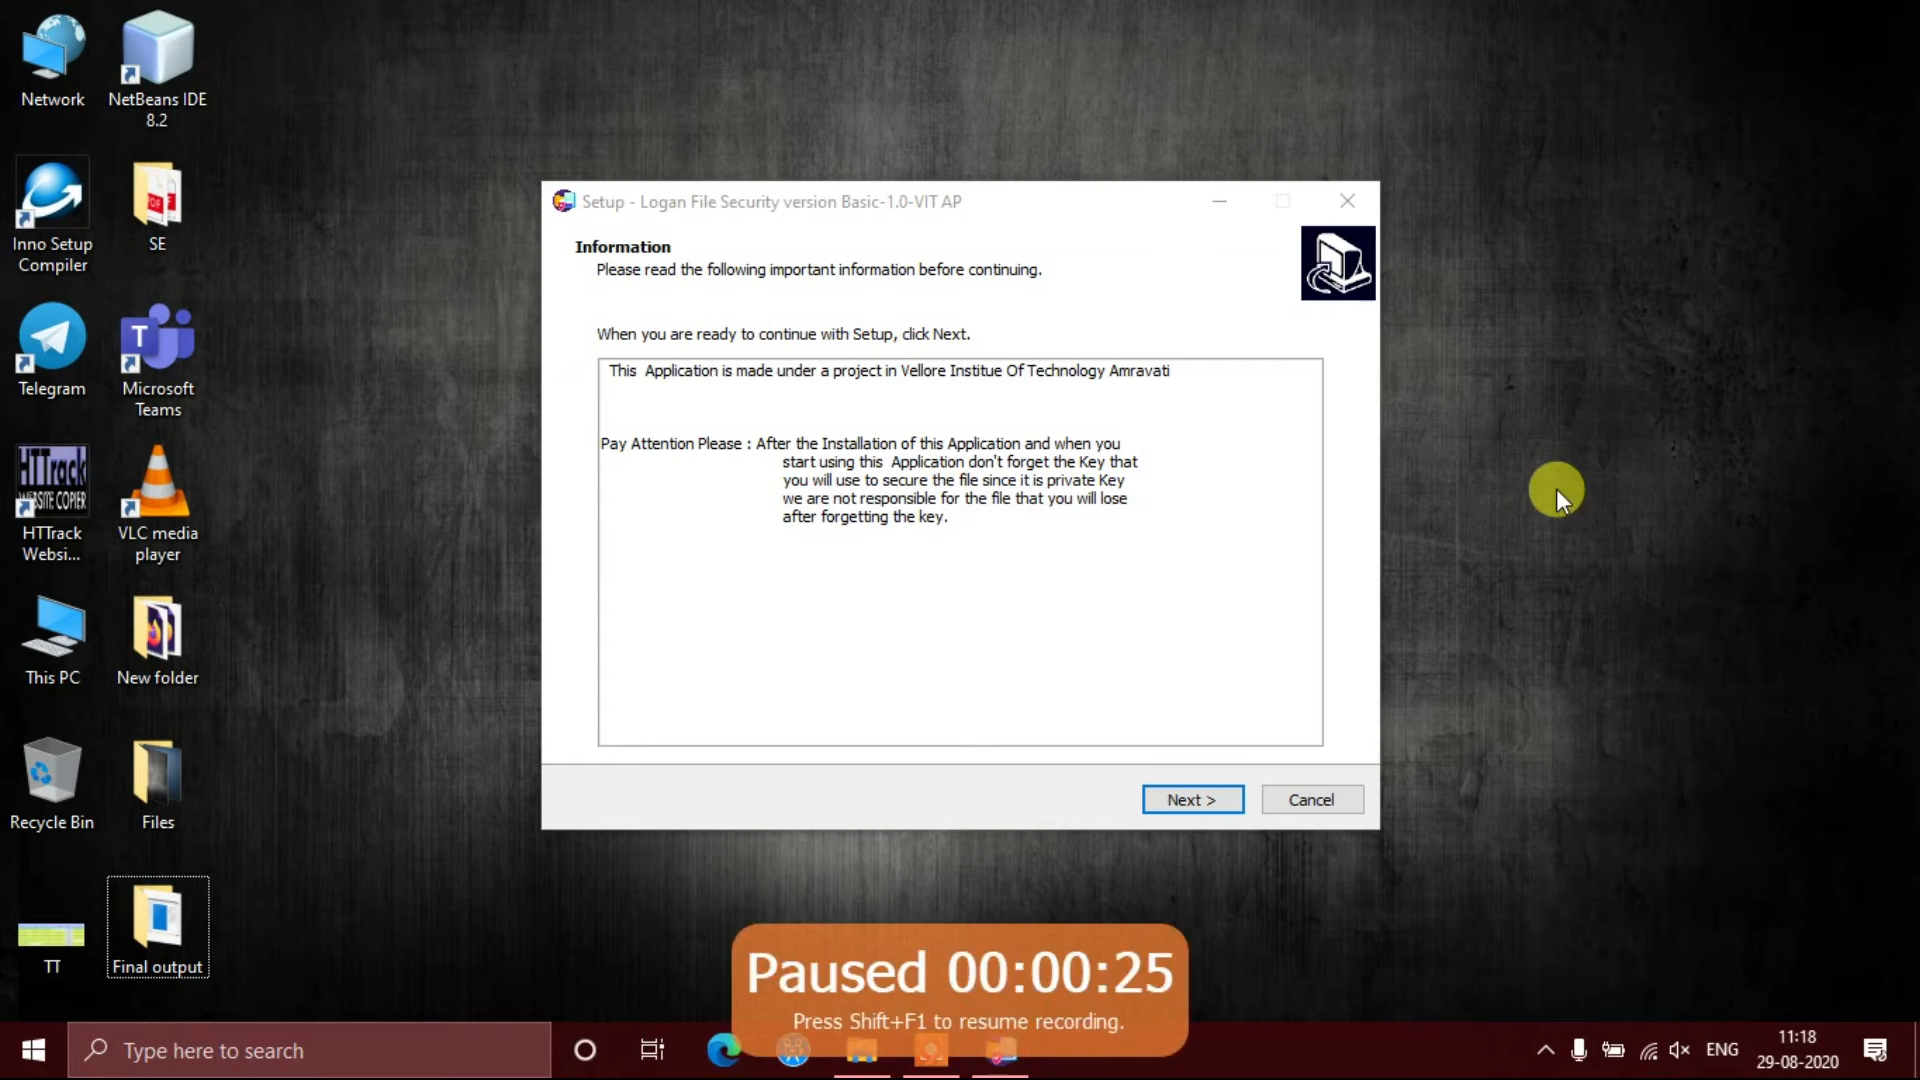 Network
NetBeans IDE
8.2
Inno Setup
Compiler
SE
Telegram
Microsoft
Teams
HTTrack
WEBSITE COPIER
HTTrack
Websi...
VLC media
player
This PC
New folder
Recycle Bin
Files
TT
Final output
PDF
T
Setup - Logan File Security version Basic-1.0-VIT AP
Information
Please read the following important information before continuing.
When you are ready to continue with Setup, click Next.
This  Application is made under a project in Vellore Institue Of Technology Amravati
Pay Attention Please : After the Installation of this Application and when you
start using this  Application don't forget the Key that
you will use to secure the file since it is private Key
we are not responsible for the file that you will lose
after forgetting the key.
Next >
Cancel
Paused 00:00:25
Press Shift+F1 to resume recording.
Type here to search
ENG
11:18
29-08-2020